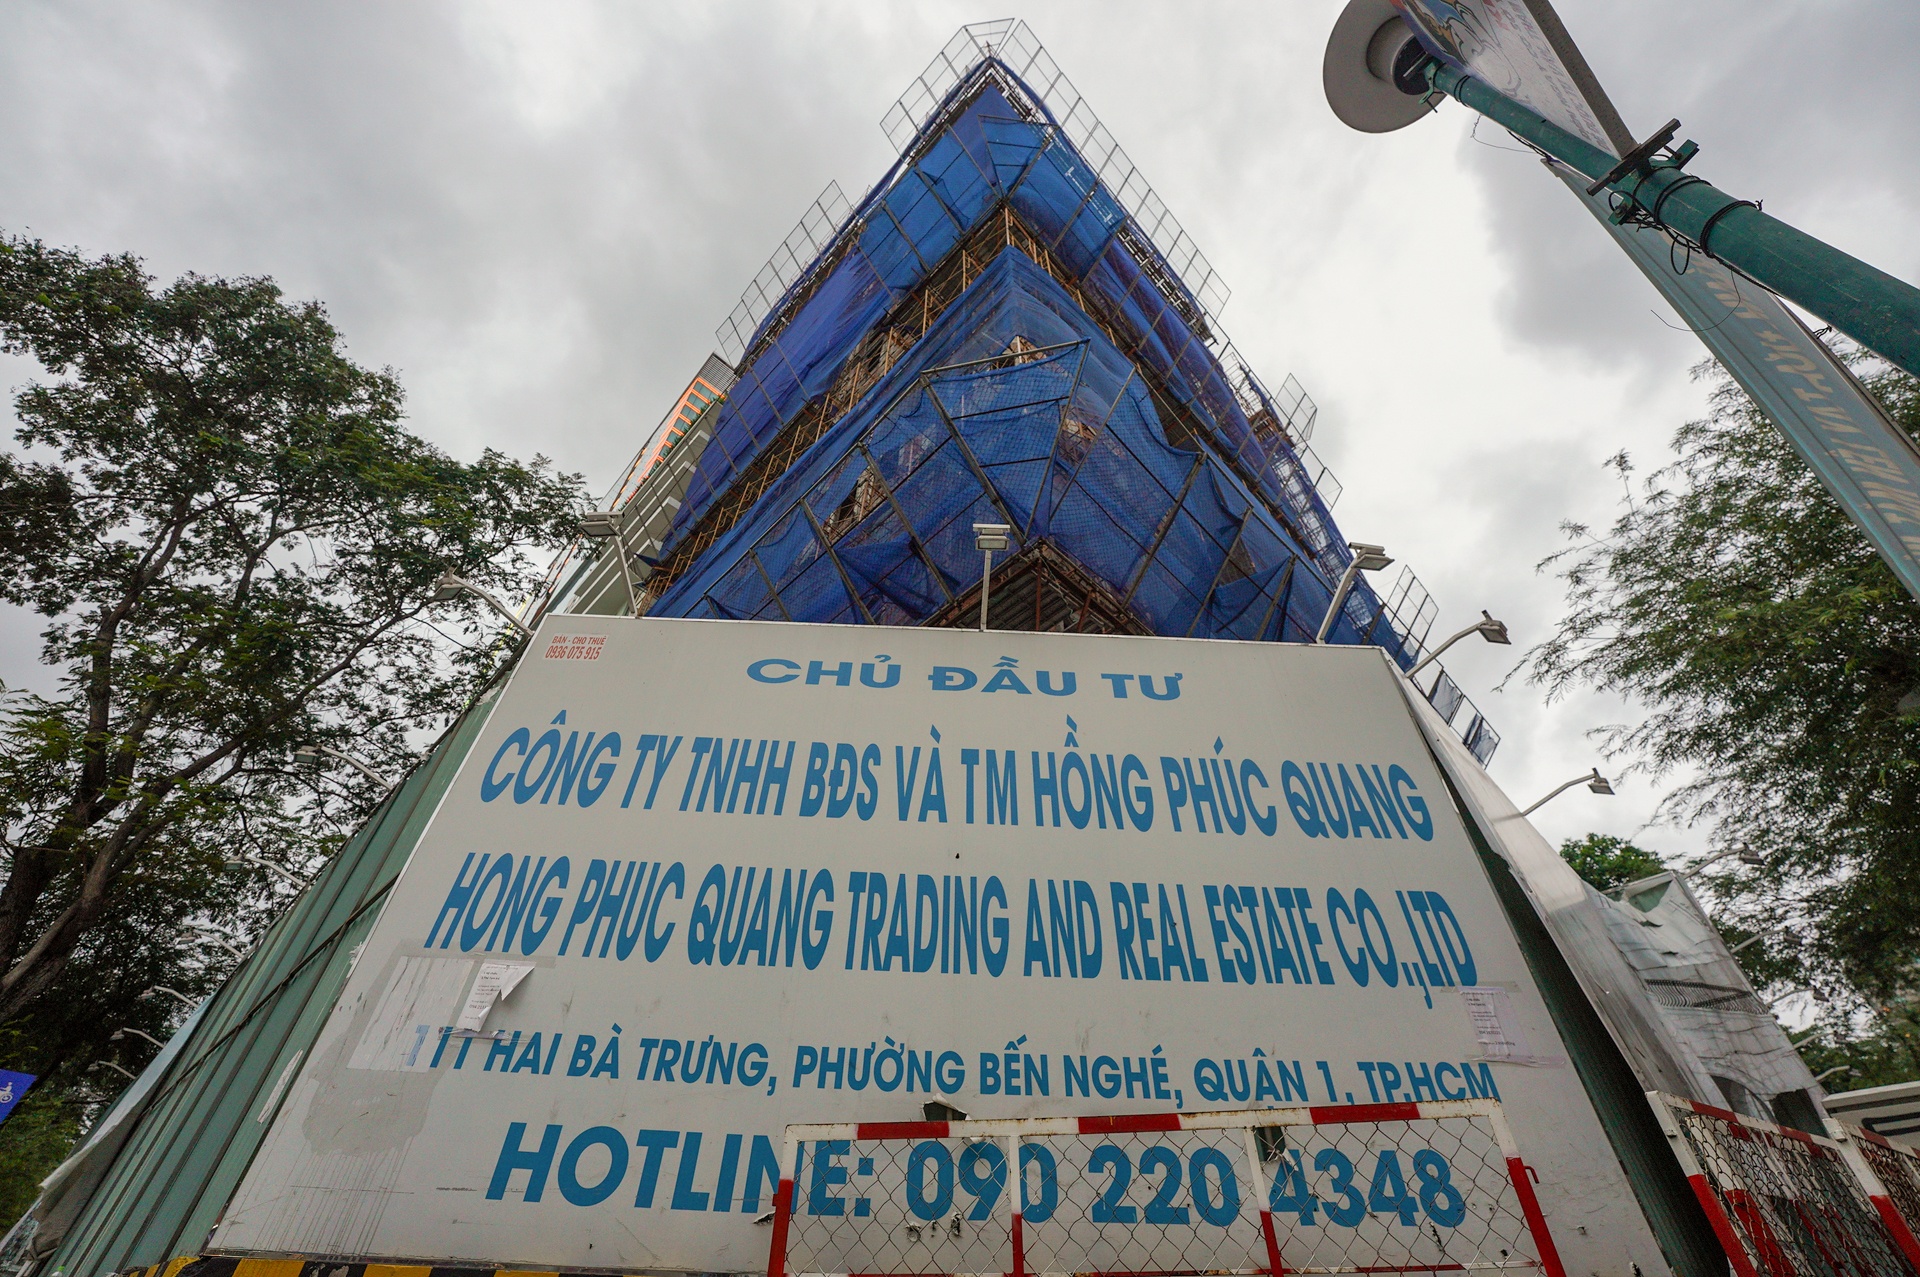 BÁN - CHO THUÊ
0936 075 915
CHỦ ĐẦU TƯ
CÔNG TY TNHH BĐS VÀ TM HỒNG PHÚC QUANG
HONG PHUC QUANG TRADING AND REAL ESTATE CO.,LTD
HAI BÀ TRƯNG, PHƯỜNG BẾN NGHÉ, QUẬN 1, TP.HCM
HOTLINE: 090 220 4348